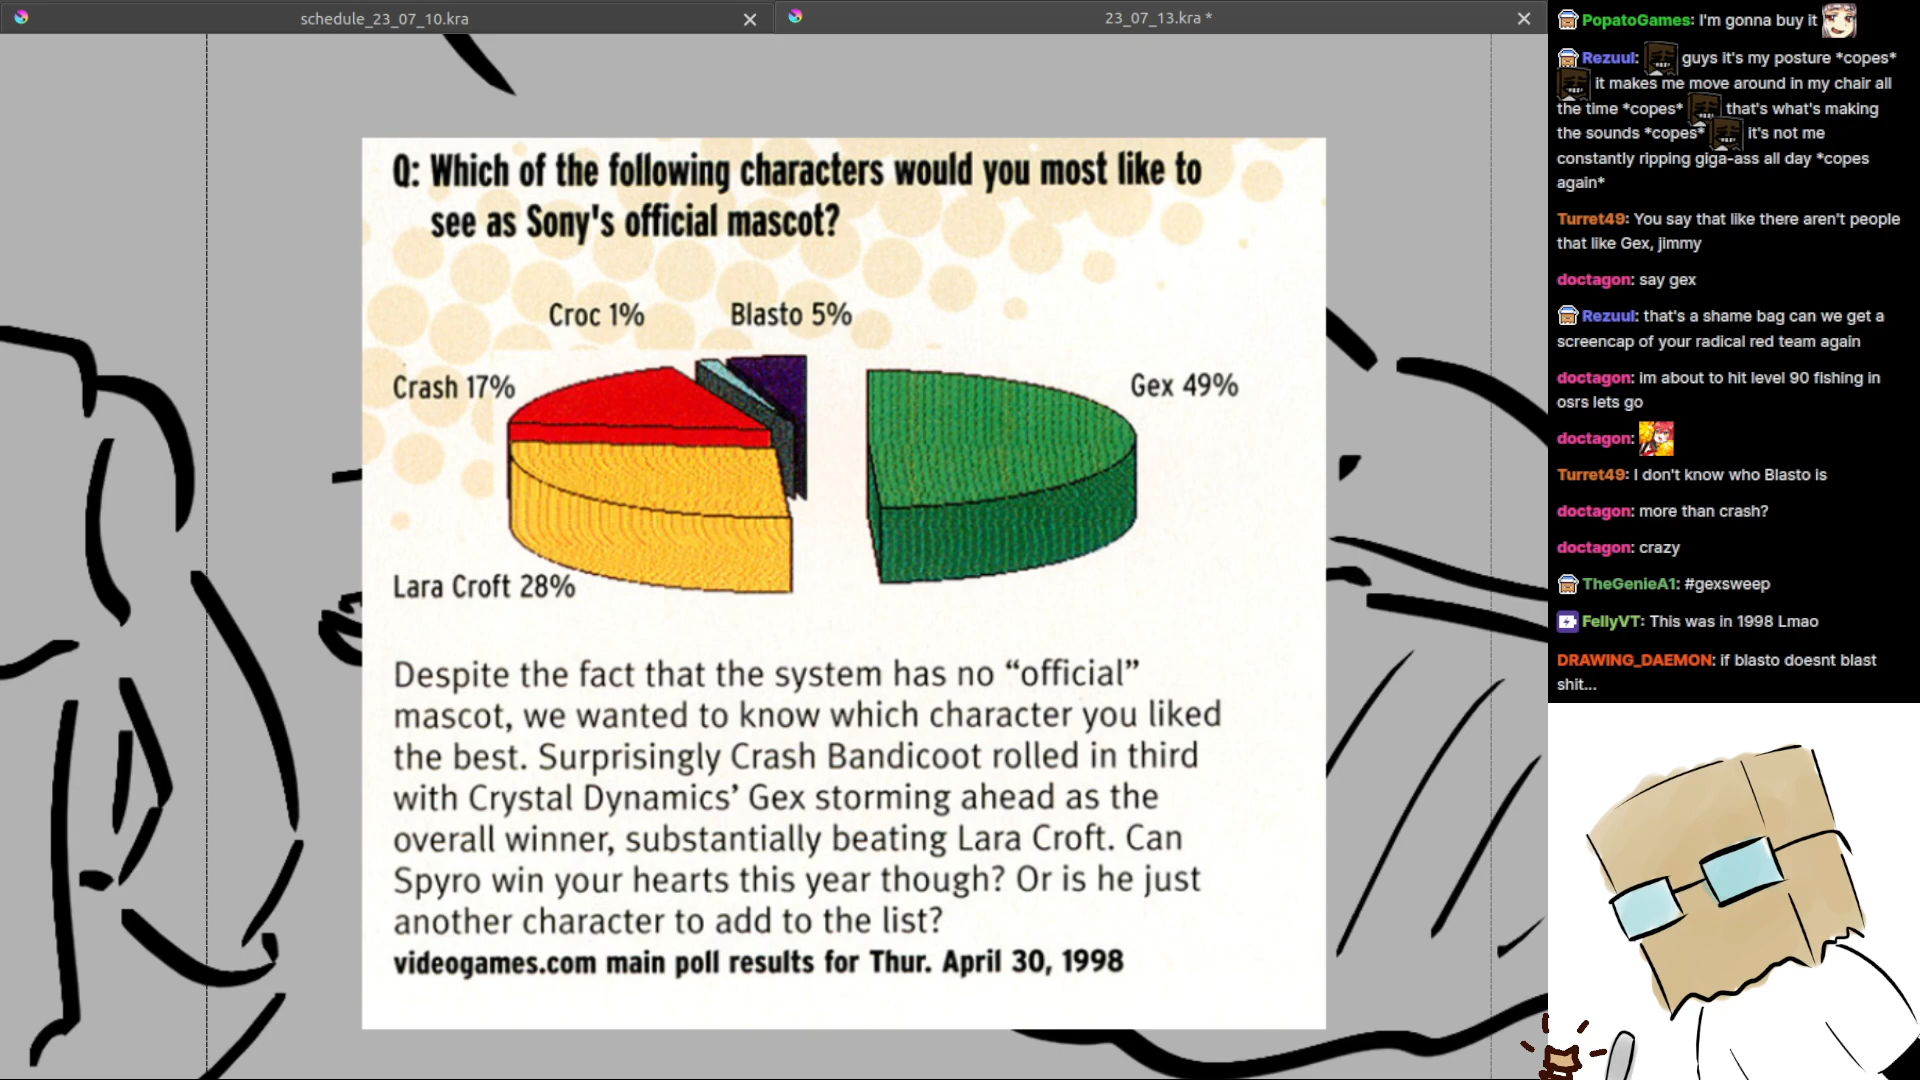 schedule_23_07_10.kra
23_07_13.kra *
Q: Which of the following characters would you most like to
see as Sony's official mascot?
Croc 1%
Blasto 5%
Crash 17%
Gex 49%
Lara Croft 28%
Despite the fact that the system has no “official”
mascot, we wanted to know which character you liked
the best. Surprisingly Crash Bandicoot rolled in third
with Crystal Dynamics’ Gex storming ahead as the
overall winner, substantially beating Lara Croft. Can
Spyro win your hearts this year though? Or is he just
another character to add to the list?
videogames.com main poll results for Thur. April 30, 1998
PopatoGames: I'm gonna buy it
Rezuul: guys it's my posture *copes*
it makes me move around in my chair all
the time *copes* that's what's making
the sounds *copes* it's not me
constantly ripping giga-ass all day *copes
again*
Turret49: You say that like there aren't people
that like Gex, jimmy
doctagon: say gex
Rezuul: that's a shame bag can we get a
screencap of your radical red team again
doctagon: im about to hit level 90 fishing in
osrs lets go
doctagon:
Turret49: I don't know who Blasto is
doctagon: more than crash?
doctagon: crazy
TheGenieA1: #gexsweep
FellyVT: This was in 1998 Lmao
DRAWING_DAEMON: if blasto doesnt blast
shit...